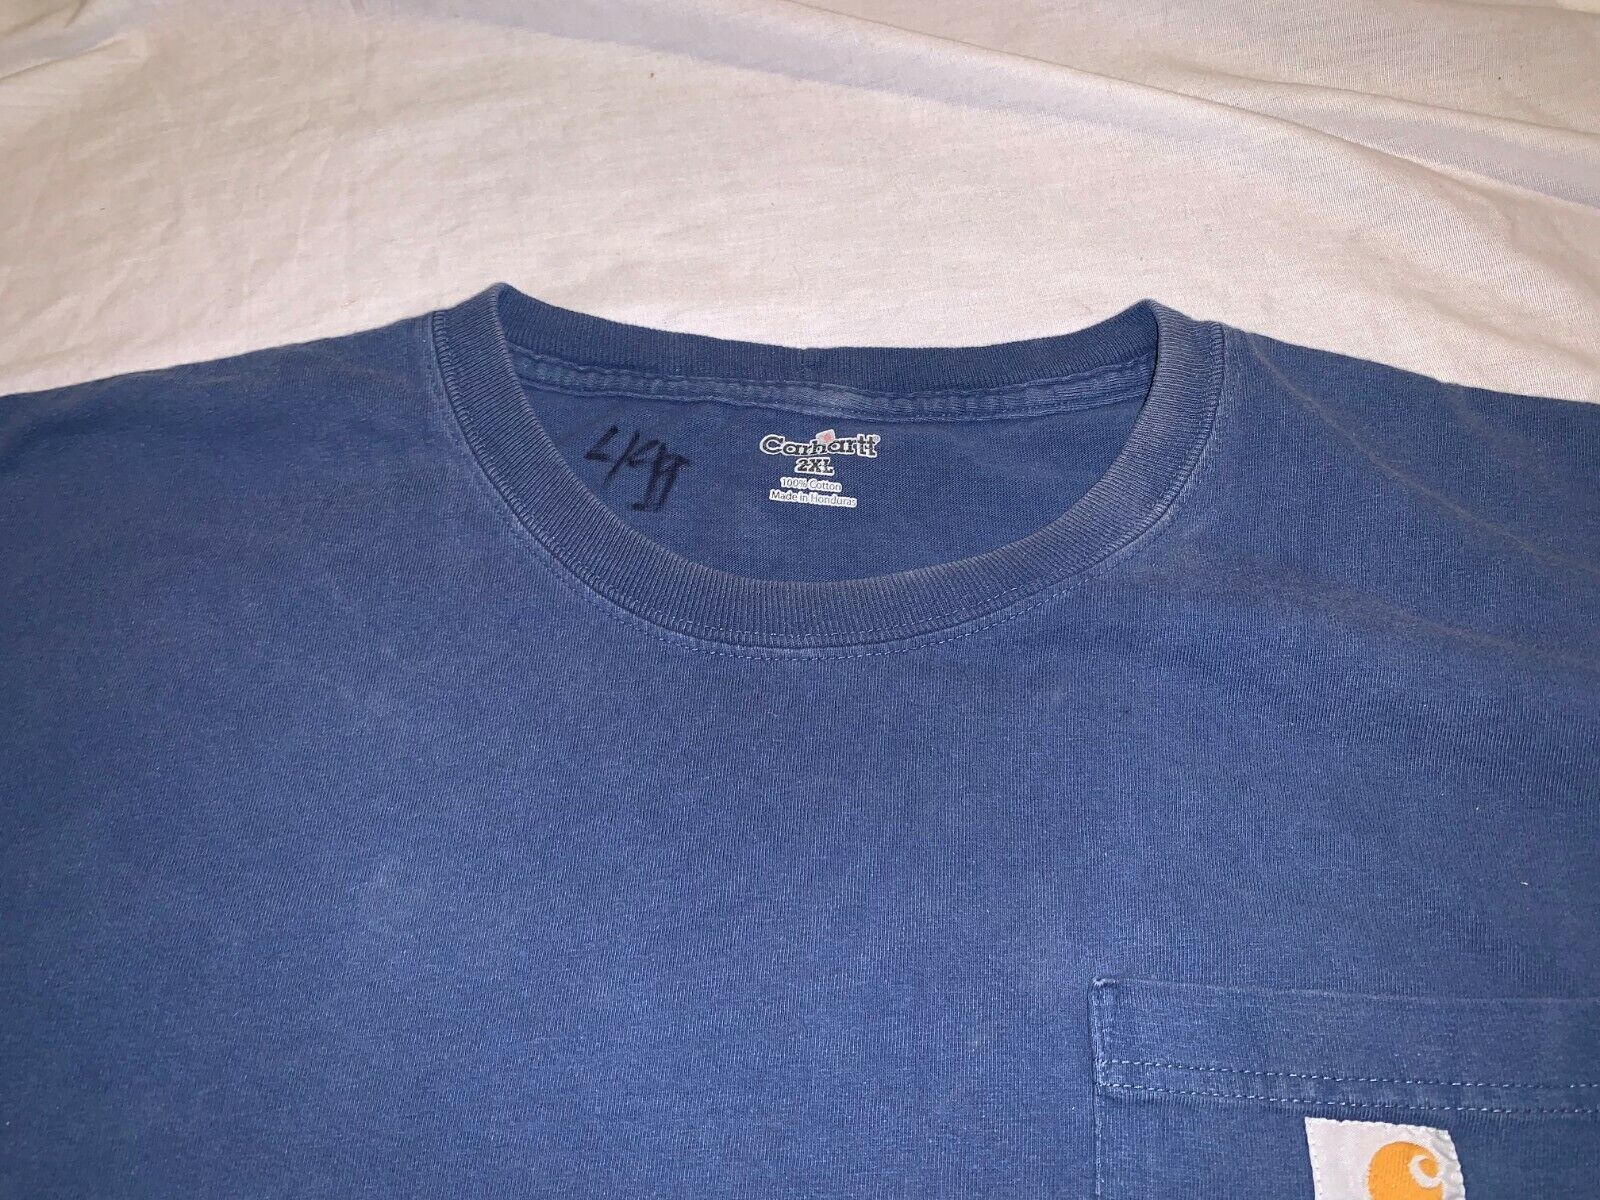 Carhartt
2XL
100% Cotton
Made in Honduras